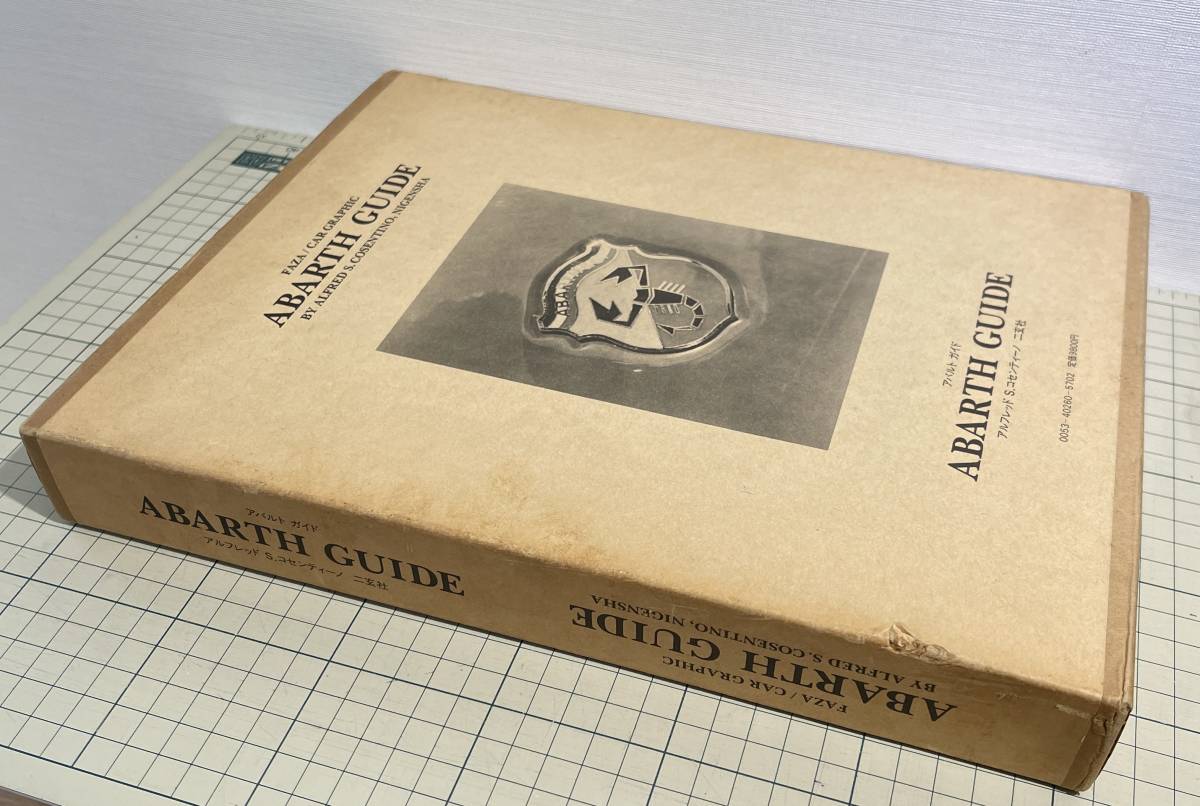 FAZA / CAR GRAPHIC
ABARTH GUIDE
BY ALFRED S. COSENTINO, NIGENSHA
アバルト ガイド
ABARTH GUIDE
アルフレッド S. コセンティーノ 二玄社
0053-40260-5702 定価9800円
アバルト ガイド
ABARTH GUIDE
アルフレッド S. コセンティーノ 二玄社
FAZA / CAR GRAPHIC
ABARTH GUIDE
BY ALFRED S. COSENTINO, NIGENSHA